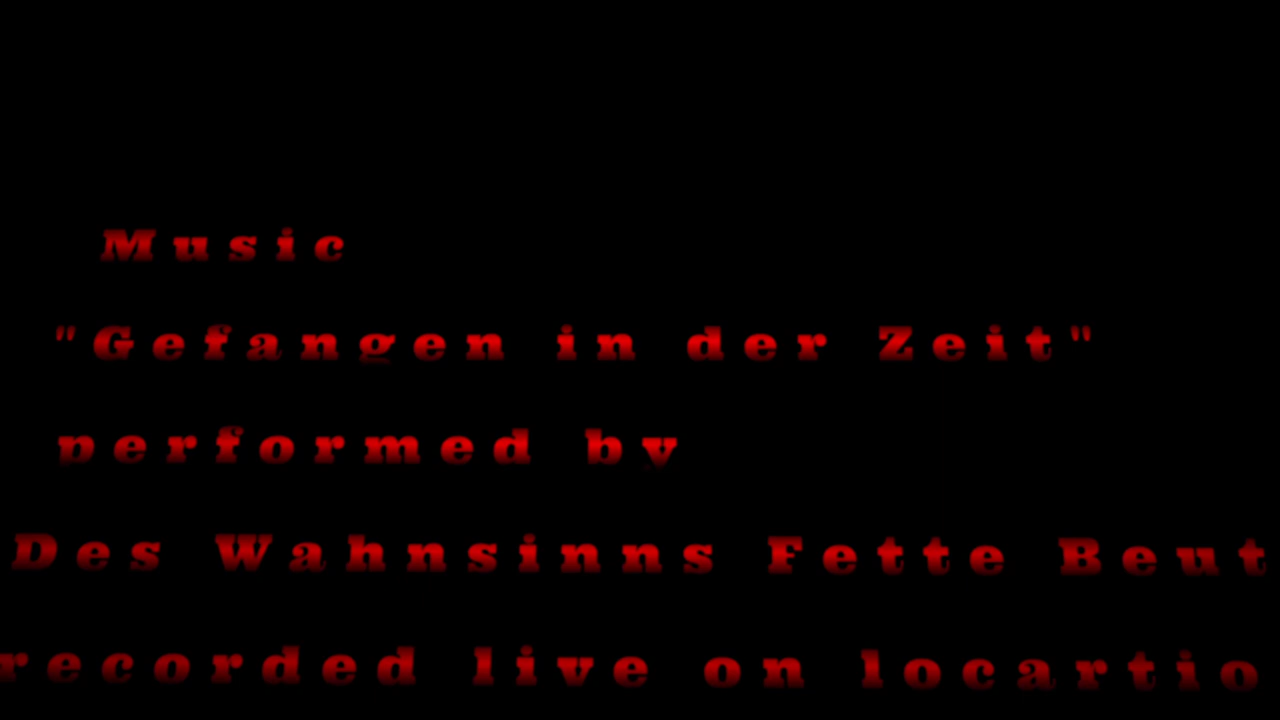 Music
"Gefangen in der Zeit"
performed by
Des Wahnsinns Fette Beut
recorded live on locartio